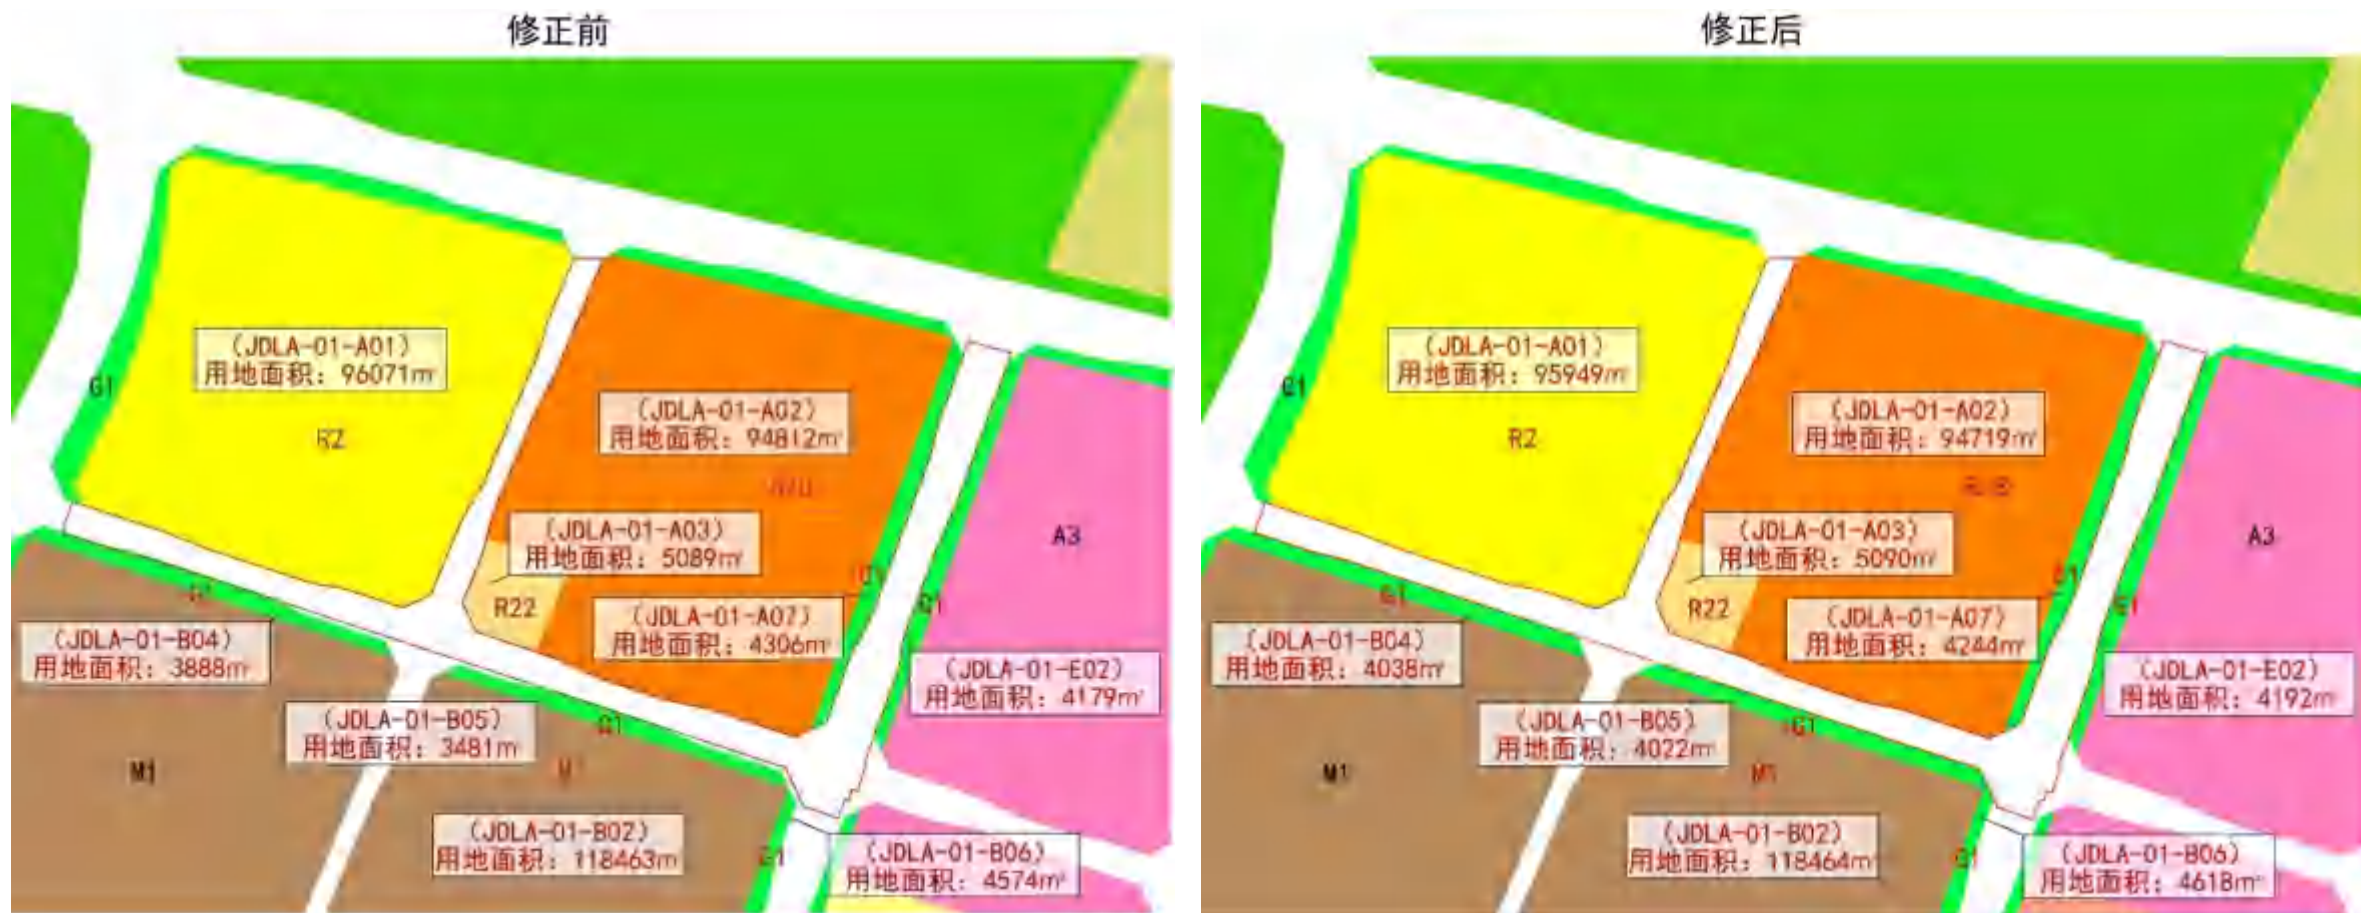 修正前
(JDLA-01-A01)
用地面积：96071㎡
G1
R2
(JDLA-01-A02)
用地面积：94812㎡
(JDLA-01-A03)
用地面积：5089㎡
A3
R22
G1
(JDLA-01-A07)
用地面积：4306㎡
(JDLA-01-B04)
用地面积：3888㎡
(JDLA-01-E02)
用地面积：4179㎡
(JDLA-01-B05)
用地面积：3481㎡
G1
M1
(JDLA-01-B02)
用地面积：118463㎡
G1
(JDLA-01-B06)
用地面积：4574㎡
修正后
(JDLA-01-A01)
用地面积：95949㎡
G1
R2
(JDLA-01-A02)
用地面积：94719㎡
(JDLA-01-A03)
用地面积：5090㎡
A3
G1
R22
G1
G1
(JDLA-01-A07)
用地面积：4244㎡
(JDLA-01-B04)
用地面积：4038㎡
(JDLA-01-E02)
用地面积：4192㎡
(JDLA-01-B05)
用地面积：4022㎡
G1
M1
M1
(JDLA-01-B02)
用地面积：118464㎡
G1
(JDLA-01-B06)
用地面积：4618㎡